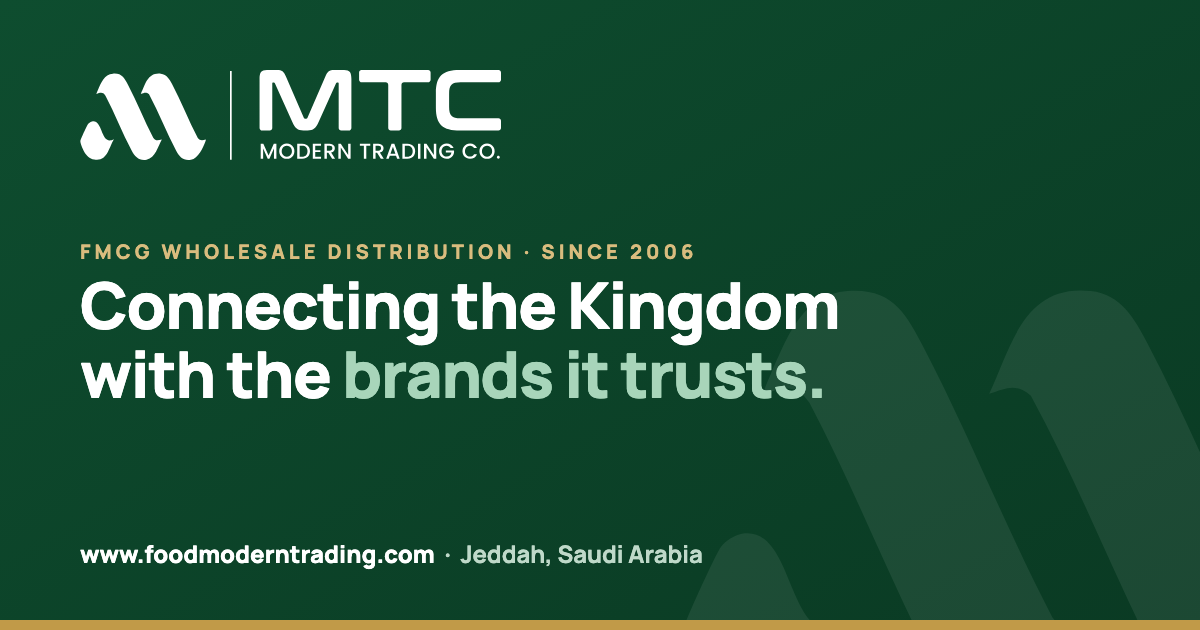 MTC
MODERN TRADING CO.
FMCG WHOLESALE DISTRIBUTION · SINCE 2006
Connecting the Kingdom
with the brands it trusts.
www.foodmoderntrading.com · Jeddah, Saudi Arabia